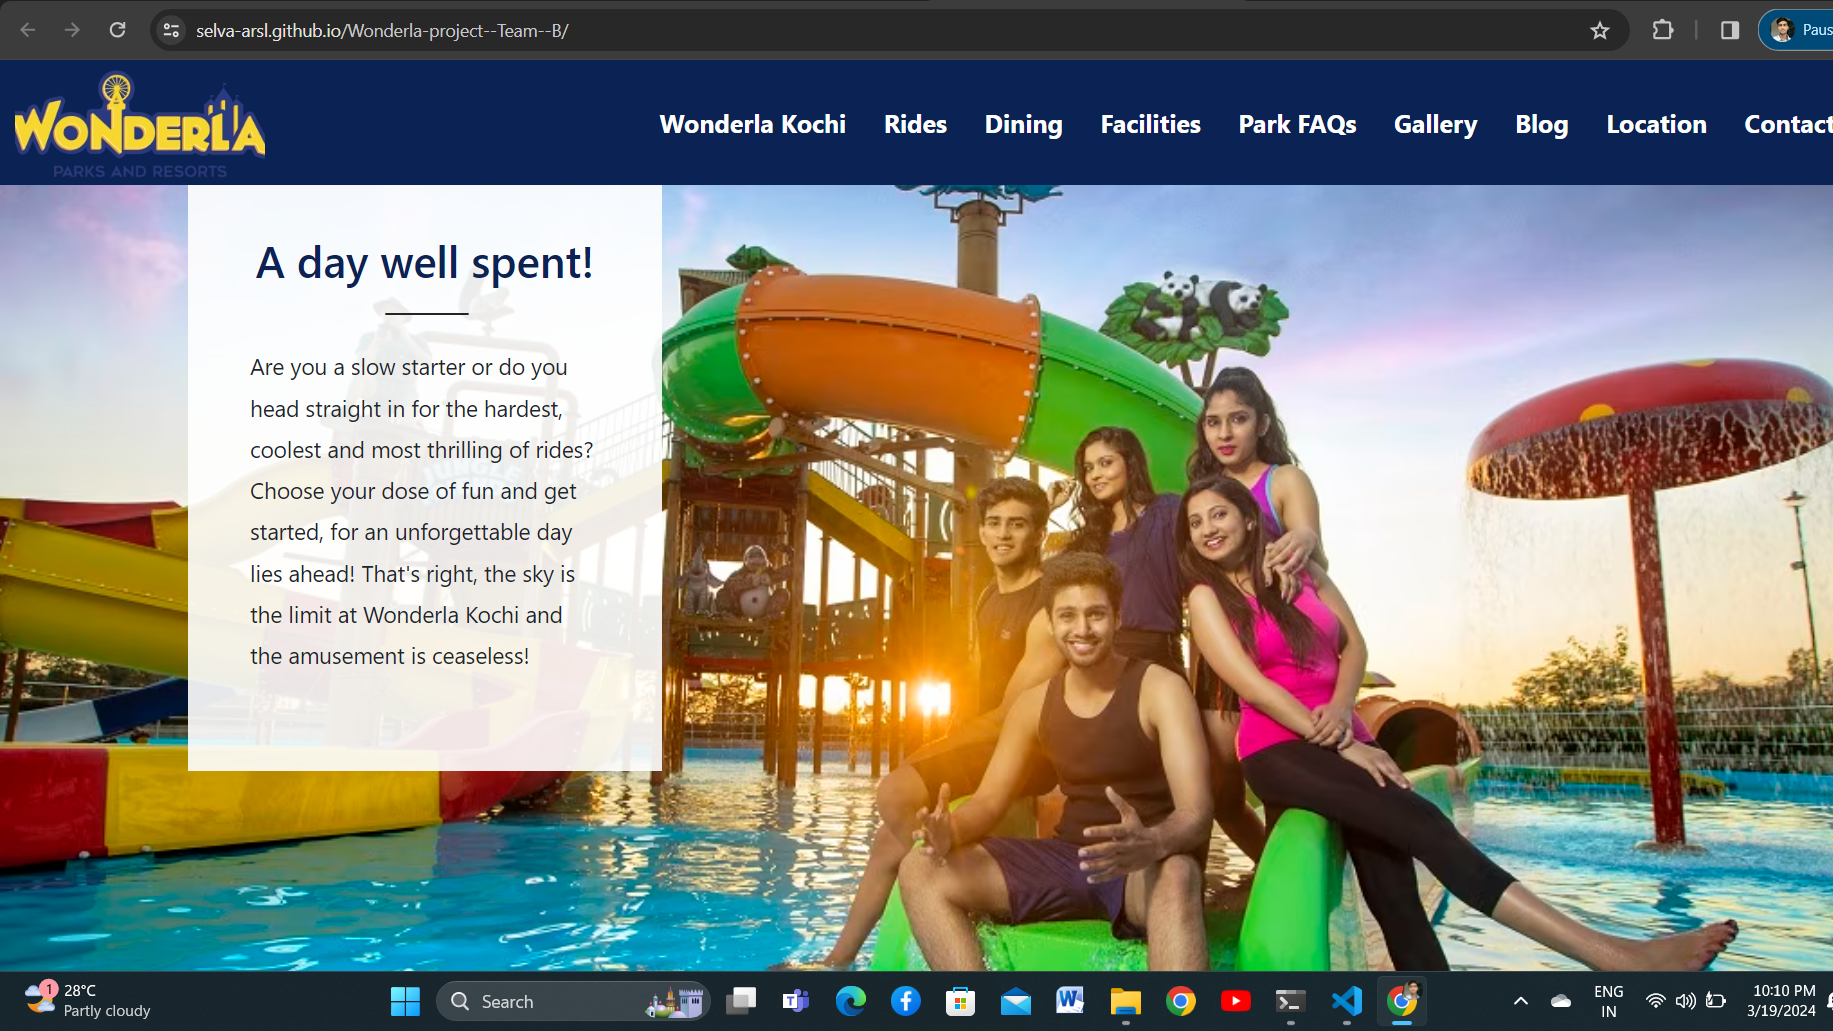 selva-arsl.github.io/Wonderla-project--Team--B/
Paus
WONDERLA
PARKS AND RESORTS
Wonderla Kochi Rides Dining Facilities Park FAQs Gallery Blog Location Contact
A day well spent!
Are you a slow starter or do you
head straight in for the hardest,
coolest and most thrilling of rides?
Choose your dose of fun and get
started, for an unforgettable day
lies ahead! That's right, the sky is
the limit at Wonderla Kochi and
the amusement is ceaseless!
JUNGLE
1
28°C
Partly cloudy
Search
ENG
IN
10:10 PM
3/19/2024